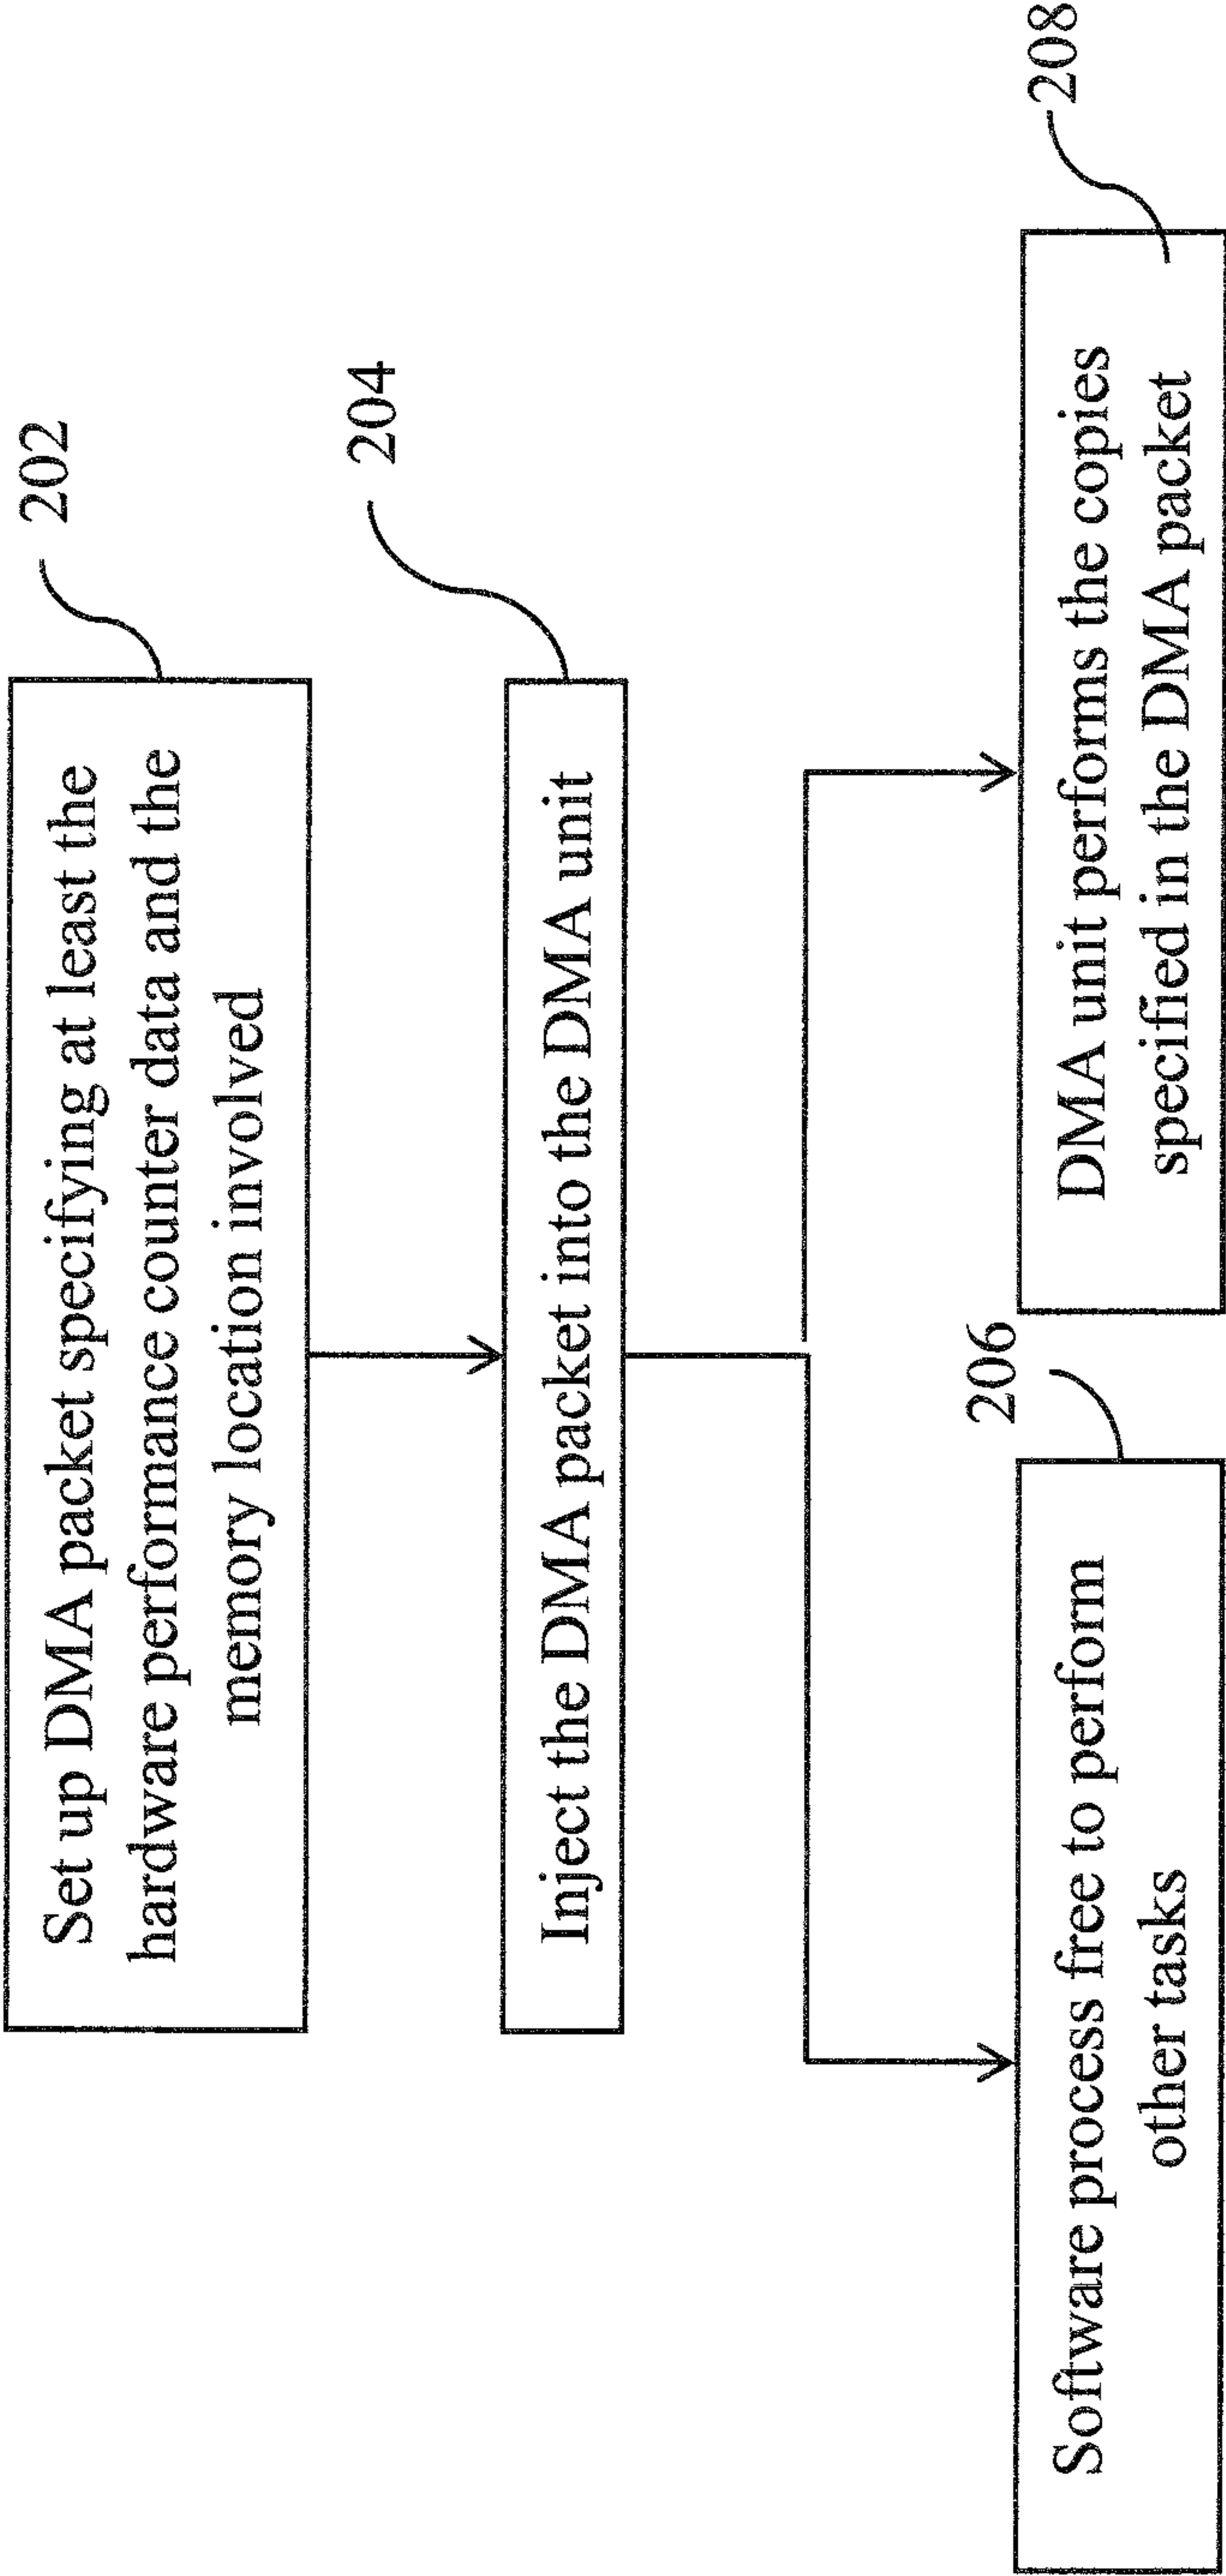 202
Set up DMA packet specifying at least the
hardware performance counter data and the
memory location involved
204
Inject the DMA packet into the DMA unit
206
Software process free to perform
other tasks
208
DMA unit performs the copies
specified in the DMA packet